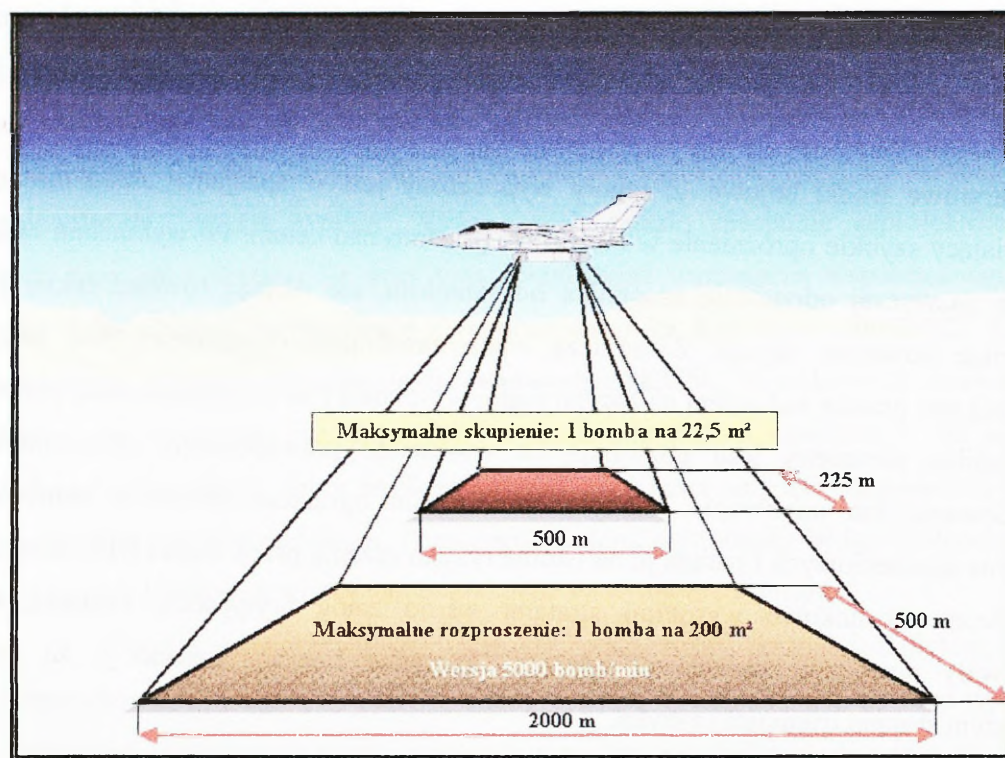 Maksymalne skupienie: 1 bomba na 22,5 m²
225 m
500 m
500 m
Maksymalne rozproszenie: 1 bomba na 200 m²
Wersja 5000 bomb/min
2000 m